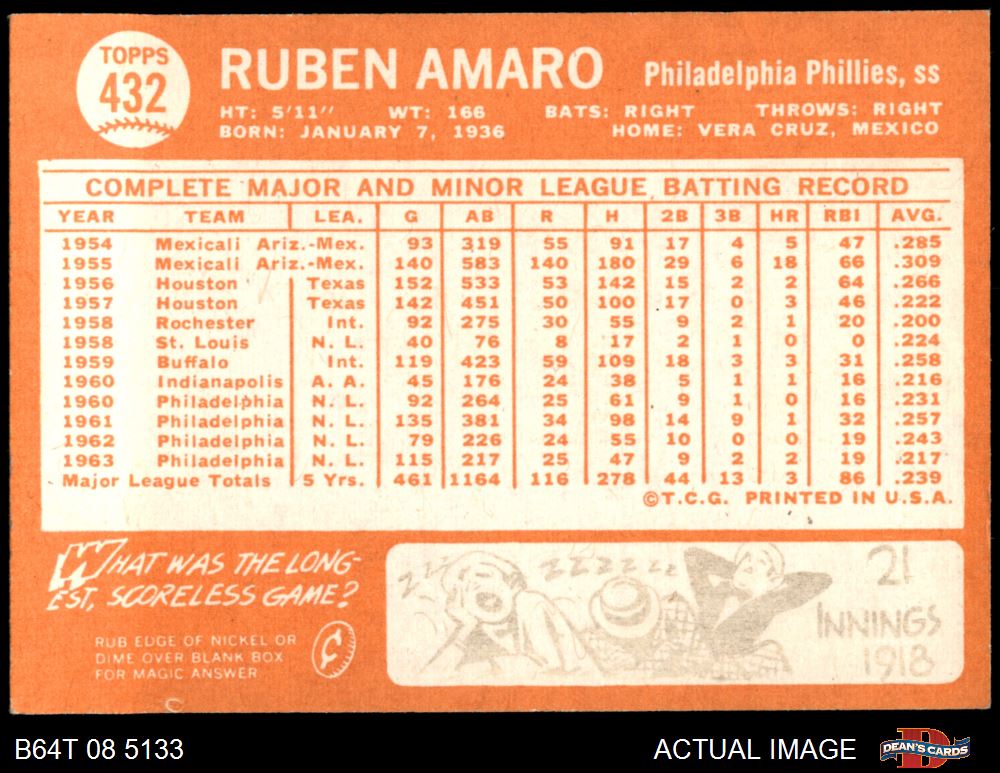 TOPPS
432
RUBEN AMARO Philadelphia Phillies, ss
HT: 5'11" WT: 166 BATS: RIGHT THROWS: RIGHT
BORN: JANUARY 7, 1936 HOME: VERA CRUZ, MEXICO
COMPLETE MAJOR AND MINOR LEAGUE BATTING RECORD
YEAR TEAM LEA. G AB R H 2B 3B HR RBI AVG.
1954 Mexicali Ariz.-Mex. 93 319 55 91 17 4 5 47 .285
1955 Mexicali Ariz.-Mex. 140 583 140 180 29 6 18 66 .309
1956 Houston Texas 152 533 53 142 15 2 2 64 .266
1957 Houston Texas 142 451 50 100 17 0 3 46 .222
1958 Rochester Int. 92 275 30 55 9 2 1 20 .200
1958 St. Louis N. L. 40 76 8 17 2 1 0 0 .224
1959 Buffalo Int. 119 423 59 109 18 3 3 31 .258
1960 Indianapolis A. A. 45 176 24 38 5 1 1 16 .216
1960 Philadelphia N. L. 92 264 25 61 9 1 0 16 .231
1961 Philadelphia N. L. 135 381 34 98 14 9 1 32 .257
1962 Philadelphia N. L. 79 226 24 55 10 0 0 19 .243
1963 Philadelphia N. L. 115 217 25 47 9 2 2 19 .217
Major League Totals 5 Yrs. 461 1164 116 278 44 13 3 86 .239
©T.C.G. PRINTED IN U.S.A.
WHAT WAS THE LONG-
EST, SCORELESS GAME?
RUB EDGE OF NICKEL OR
DIME OVER BLANK BOX
FOR MAGIC ANSWER
¢
ZZZZ ZZZZZZZ
21
INNINGS
1918
B64T 08 5133 ACTUAL IMAGE DEAN'S CARDS